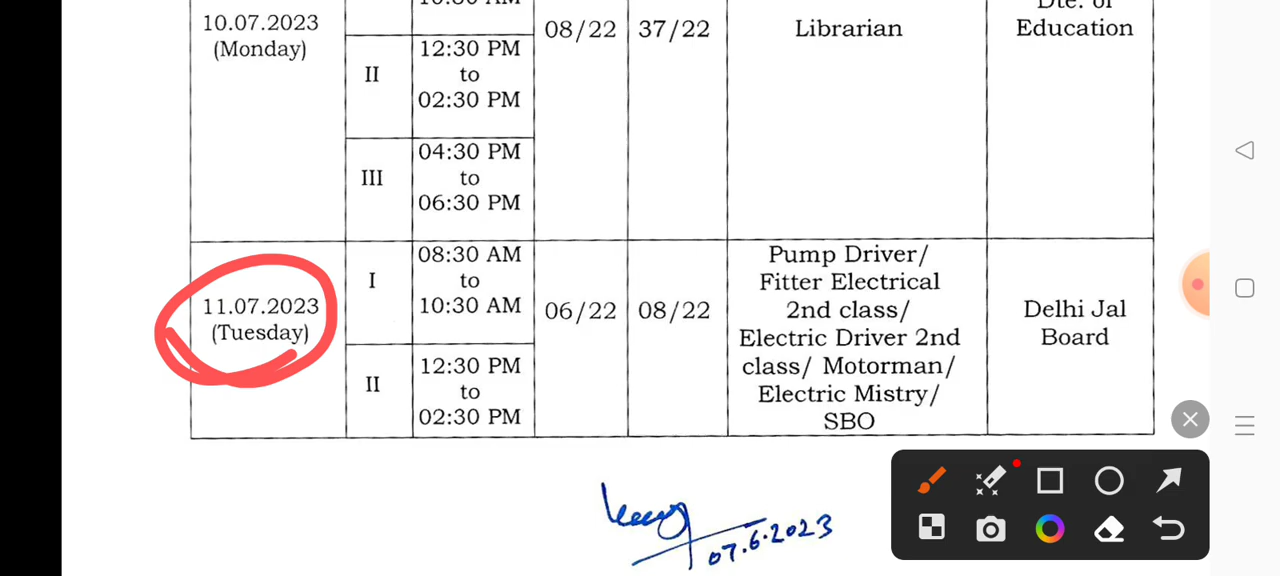 10.07.2023
(Monday)
II
12:30 PM
to
02:30 PM
III
04:30 PM
to
06:30 PM
08/22
37/22
Librarian
Dte. of
Education
11.07.2023
(Tuesday)
I
08:30 AM
to
10:30 AM
II
12:30 PM
to
02:30 PM
06/22
08/22
Pump Driver/
Fitter Electrical
2nd class/
Electric Driver 2nd
class/ Motorman/
Electric Mistry/
SBO
Delhi Jal
Board
07.6.2023